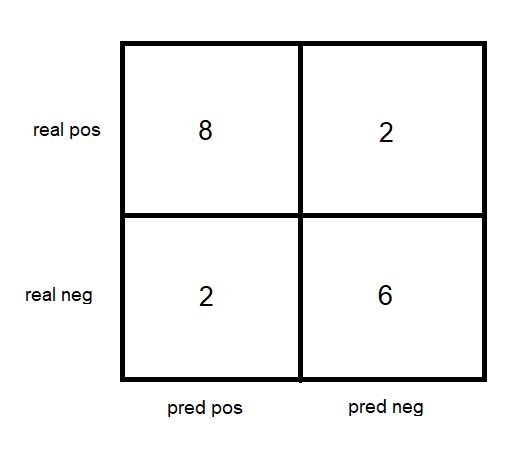 real pos
8
2
real neg
2
6
pred pos
pred neg